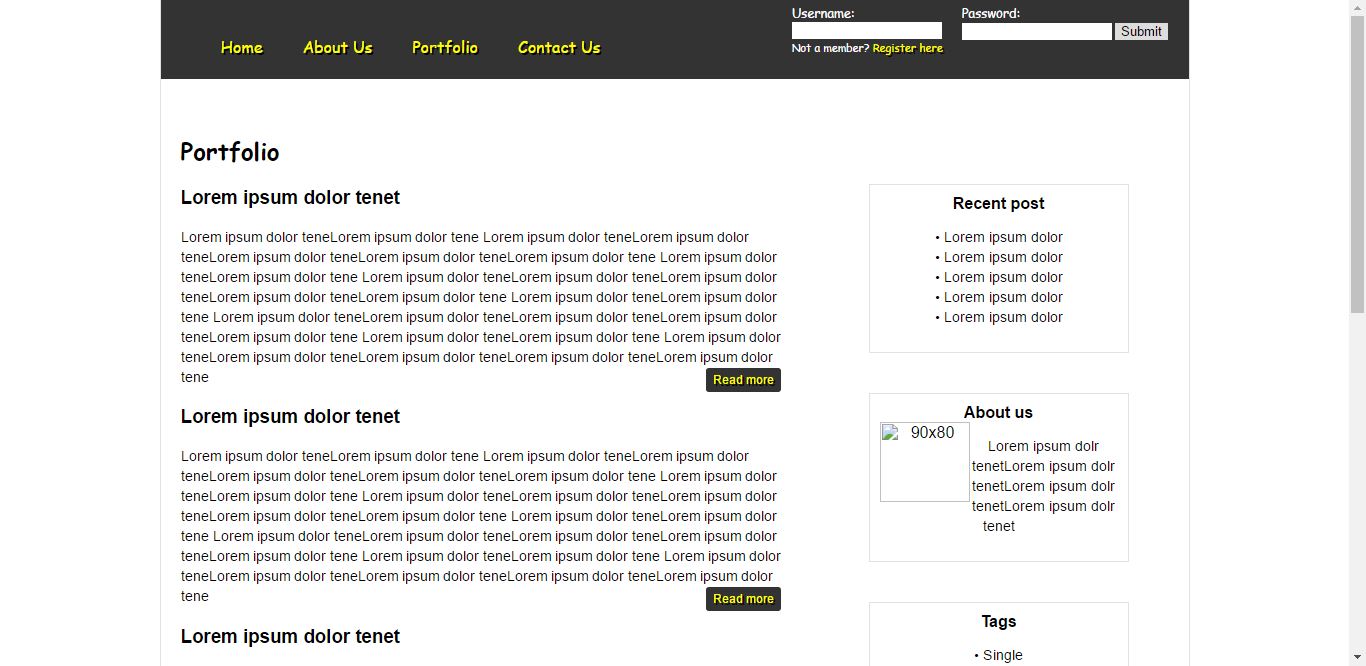 Home About Us Portfolio Contact Us
Username: Password:
Submit
Not a member? Register here
Portfolio
Lorem ipsum dolor tenet
Lorem ipsum dolor teneLorem ipsum dolor tene Lorem ipsum dolor teneLorem ipsum dolor
teneLorem ipsum dolor teneLorem ipsum dolor teneLorem ipsum dolor tene Lorem ipsum dolor
teneLorem ipsum dolor tene Lorem ipsum dolor teneLorem ipsum dolor teneLorem ipsum dolor
teneLorem ipsum dolor teneLorem ipsum dolor tene Lorem ipsum dolor teneLorem ipsum dolor
tene Lorem ipsum dolor teneLorem ipsum dolor teneLorem ipsum dolor teneLorem ipsum dolor
teneLorem ipsum dolor tene Lorem ipsum dolor teneLorem ipsum dolor tene Lorem ipsum dolor
teneLorem ipsum dolor teneLorem ipsum dolor teneLorem ipsum dolor teneLorem ipsum dolor
tene
Read more
Lorem ipsum dolor tenet
Lorem ipsum dolor teneLorem ipsum dolor tene Lorem ipsum dolor teneLorem ipsum dolor
teneLorem ipsum dolor teneLorem ipsum dolor teneLorem ipsum dolor tene Lorem ipsum dolor
teneLorem ipsum dolor tene Lorem ipsum dolor teneLorem ipsum dolor teneLorem ipsum dolor
teneLorem ipsum dolor teneLorem ipsum dolor tene Lorem ipsum dolor teneLorem ipsum dolor
tene Lorem ipsum dolor teneLorem ipsum dolor teneLorem ipsum dolor teneLorem ipsum dolor
teneLorem ipsum dolor tene Lorem ipsum dolor teneLorem ipsum dolor tene Lorem ipsum dolor
teneLorem ipsum dolor teneLorem ipsum dolor teneLorem ipsum dolor teneLorem ipsum dolor
tene
Read more
Lorem ipsum dolor tenet
Recent post
• Lorem ipsum dolor
• Lorem ipsum dolor
• Lorem ipsum dolor
• Lorem ipsum dolor
• Lorem ipsum dolor
About us
90x80
Lorem ipsum dolr
tenetLorem ipsum dolr
tenetLorem ipsum dolr
tenetLorem ipsum dolr
tenet
Tags
• Single